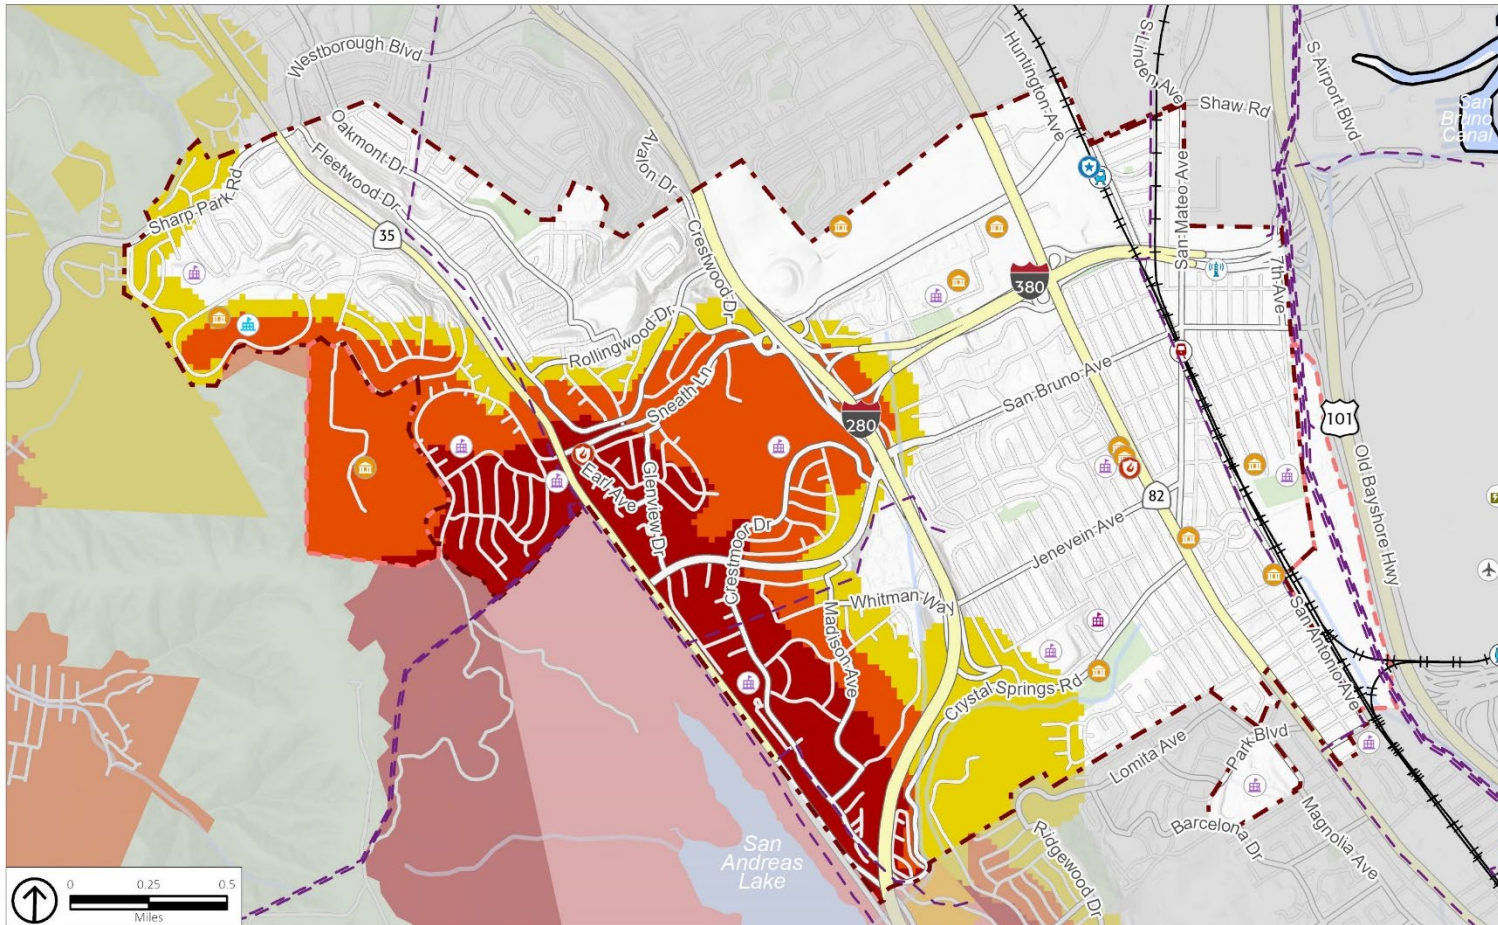 Westborough Blvd
Huntington Ave
S Linden Ave
S Airport Blvd
Shaw Rd
San
Bruno
Canal
Oakmont Dr
Avalon Dr
Fleetwood Dr
Sharp Park Rd
35
San Mateo Ave
Crestwood Dr
380
7th Ave
Rollingwood Dr
Sneath Ln
San Bruno Ave
280
101
Earl Ave
Glenview Dr
82
Old Bayshore Hwy
Crestmoor Dr
Jenevein Ave
Whitman Way
Madison Ave
San Antonio Ave
Crystal Springs Rd
Lomita Ave
Park Blvd
Barcelona Dr
Magnolia Ave
Ridgewood Dr
San
Andreas
Lake
0 0.25 0.5
Miles